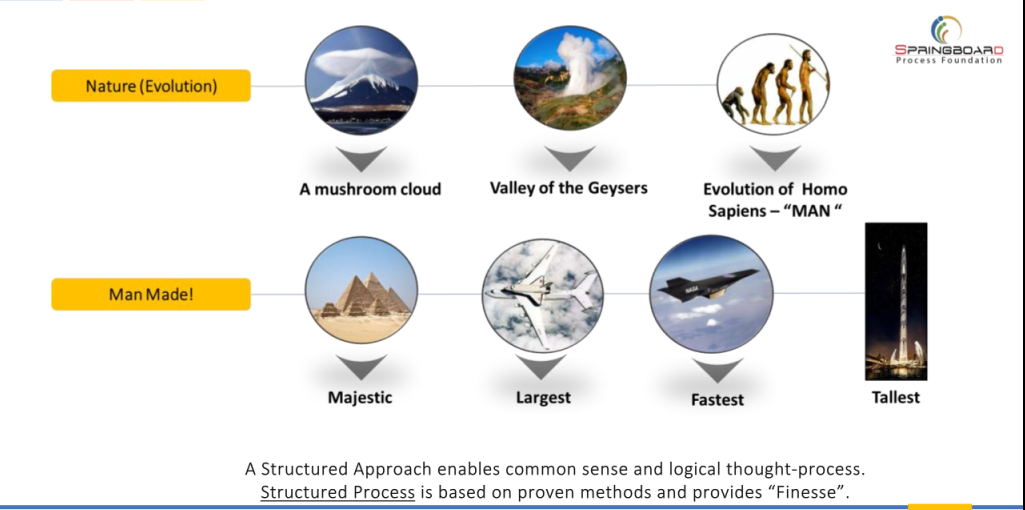 SPRINGBOARD
Process Foundation
Nature (Evolution)
A mushroom cloud
Valley of the Geysers
Evolution of Homo
Sapiens – “MAN “
Man Made!
NASA
Majestic
Largest
Fastest
Tallest
A Structured Approach enables common sense and logical thought-process.
Structured Process is based on proven methods and provides “Finesse”.